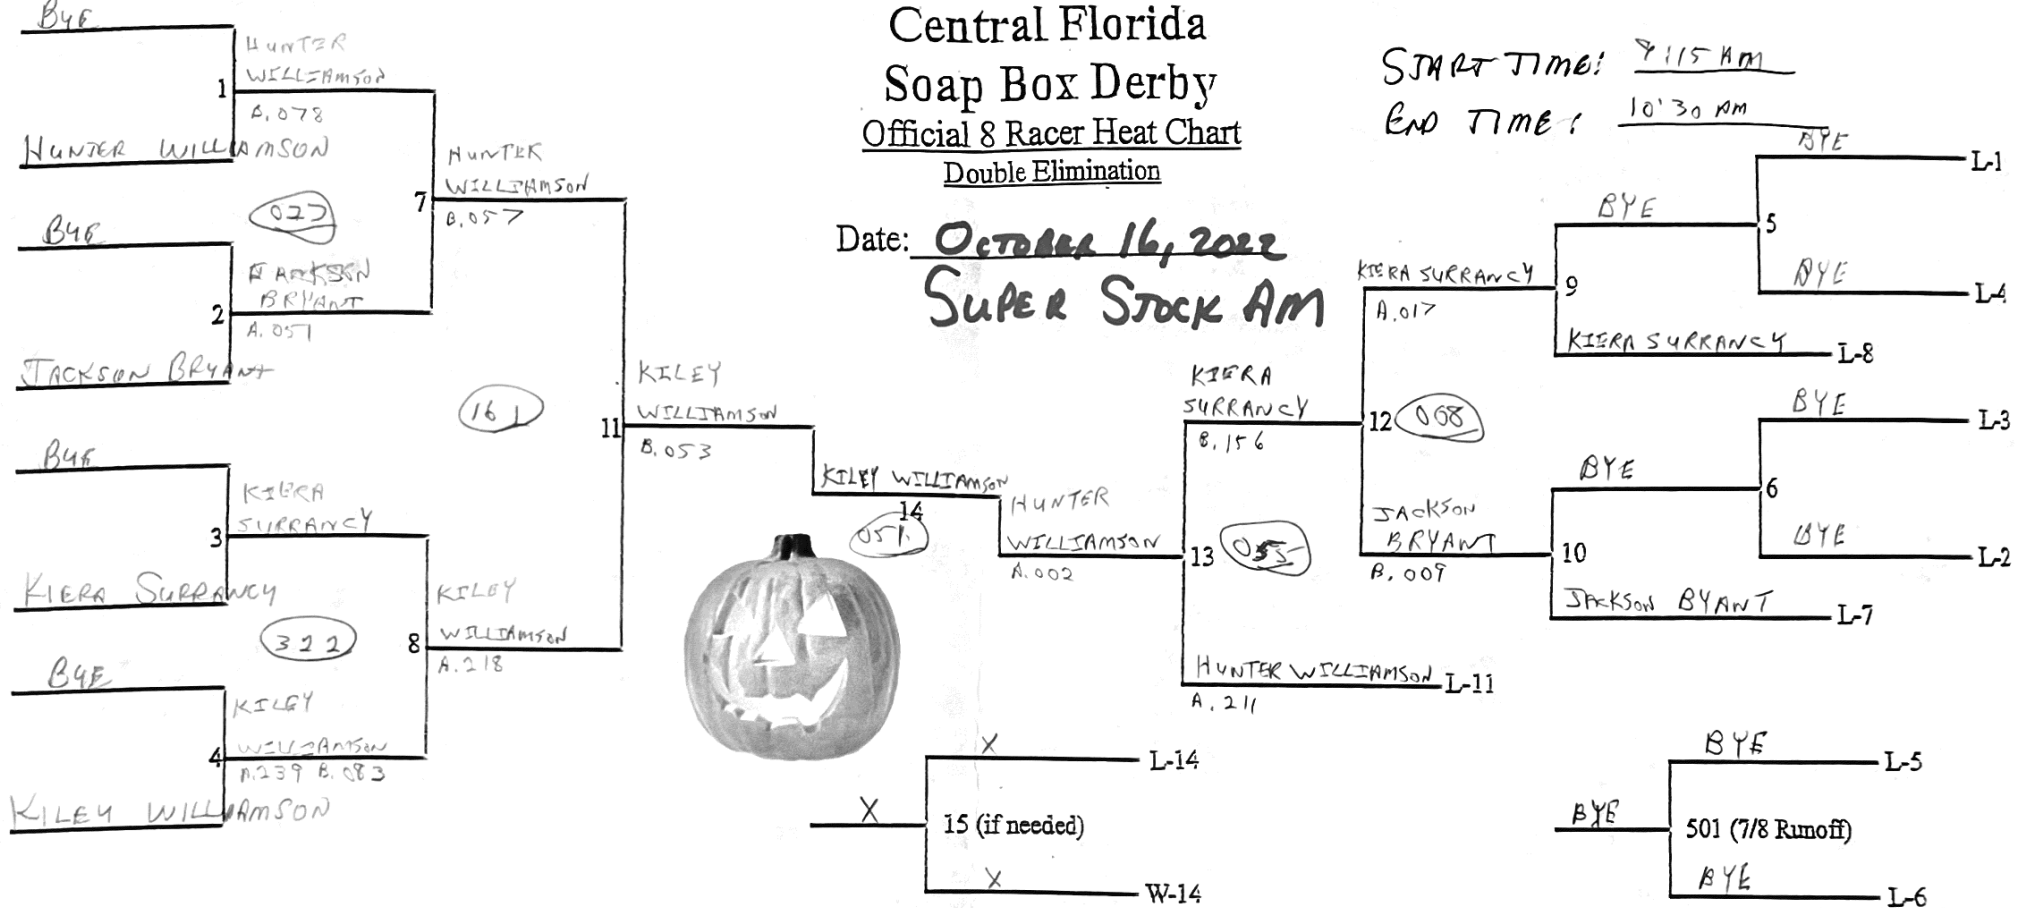 Central Florida
Soap Box Derby
Official 8 Racer Heat Chart
Double Elimination
Date: OCTOBER 16, 2022
SUPER STOCK AM
START TIME: 9:15 AM
END TIME: 10:30 AM
BYE
HUNTER
WILLIAMSON
1
B.078
HUNTER WILLIAMSON
BYE
JACKSON
BRYANT
2
A.051
JACKSON BRYANT
BYE
KIERA
SURRANCY
3
KIERA SURRANCY
BYE
KILEY
WILLIAMSON
4
A.239 B.083
KILEY WILLIAMSON
HUNTER
WILLIAMSON
7
B.057
KILEY
WILLIAMSON
322
8
A.218
161
KILEY
WILLIAMSON
11
B.053
KILEY WILLIAMSON
14
051
HUNTER
WILLIAMSON
A.002
13
055
KIERA
SURRANCY
B.156
HUNTER WILLIAMSON L-11
A.211
KIERA SURRANCY
A.017
12 008
JACKSON
BRYANT
B.009
BYE
9
KIERA SURRANCY L-8
BYE
10
JACKSON BYANT L-7
BYE L-1
5
BYE L-4
BYE L-3
6
BYE L-2
X L-14
X 15 (if needed)
X W-14
BYE L-5
BYE 501 (7/8 Runoff)
BYE L-6